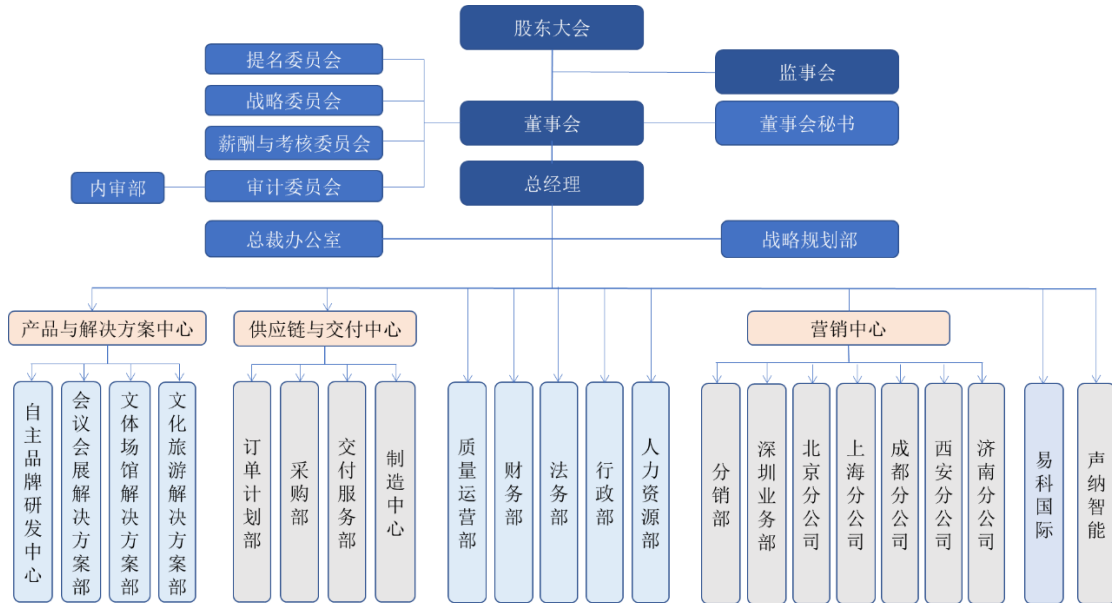 股东大会
提名委员会
监事会
战略委员会
董事会
董事会秘书
薪酬与考核委员会
总经理
内审部
审计委员会
总裁办公室
战略规划部
产品与解决方案中心
供应链与交付中心
营销中心
自主品牌研发中心
会议会展解决方案部
文体场馆解决方案部
文化旅游解决方案部
订单计划部
采购部
交付服务部
制造中心
质量运营部
财务部
法务部
行政部
人力资源部
分销部
深圳业务部
北京分公司
上海分公司
成都分公司
西安分公司
济南分公司
易科国际
声纳智能